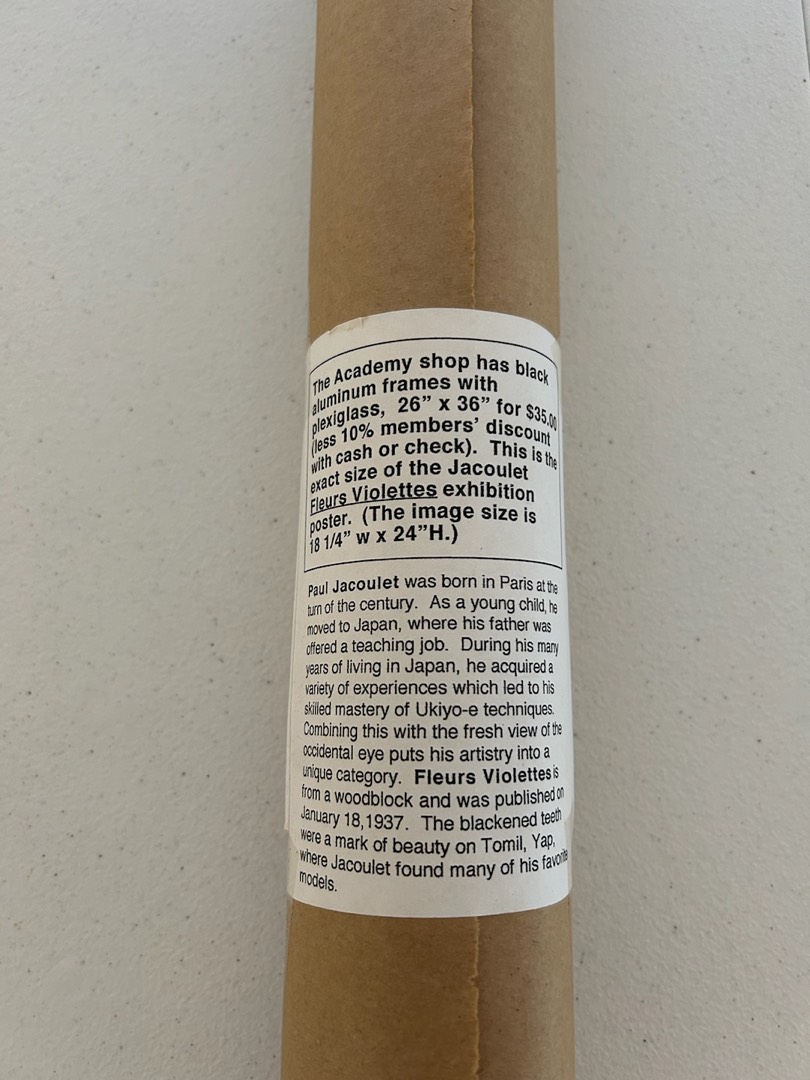 The Academy shop has black
aluminum frames with
plexiglass, 26” x 36” for $35.00
(less 10% members’ discount
with cash or check). This is the
exact size of the Jacoulet
Fleurs Violettes exhibition
poster. (The image size is
18 1/4” w x 24”H.)
Paul Jacoulet was born in Paris at the
turn of the century. As a young child, he
moved to Japan, where his father was
offered a teaching job. During his many
years of living in Japan, he acquired a
variety of experiences which led to his
skilled mastery of Ukiyo-e techniques.
Combining this with the fresh view of the
occidental eye puts his artistry into a
unique category. Fleurs Violettes is
from a woodblock and was published on
January 18,1937. The blackened teeth
were a mark of beauty on Tomil, Yap,
where Jacoulet found many of his favorite
models.